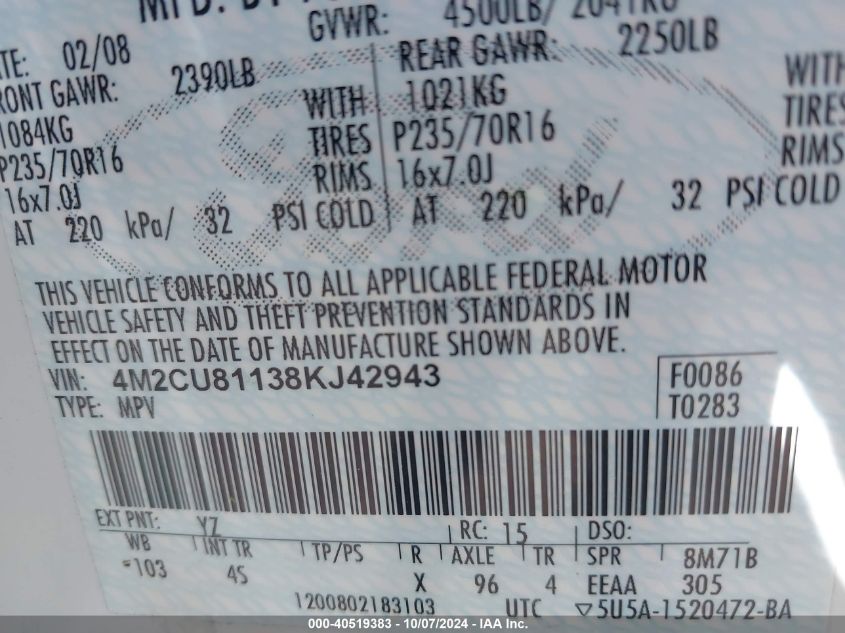 MFD. BY
GVWR: 4500LB/ 2041KG
02/08
FRONT GAWR: 2390LB REAR GAWR: 2250LB
1084KG WITH 1021KG WITH
P235/70R16 TIRES P235/70R16 TIRES
16x7.0J RIMS 16x7.0J RIMS
AT 220 kPa/ 32 PSI COLD AT 220 kPa/ 32 PSI COLD
THIS VEHICLE CONFORMS TO ALL APPLICABLE FEDERAL MOTOR
VEHICLE SAFETY AND THEFT PREVENTION STANDARDS IN
EFFECT ON THE DATE OF MANUFACTURE SHOWN ABOVE.
VIN: 4M2CU81138KJ42943 F0086
TYPE: MPV T0283
EXT PNT: YZ RC: 15 DSO:
WB INT TR TP/PS R AXLE TR SPR 8M71B
*103 4S X 96 4 EEAA 305
1200802183103 UTC ▽5U5A-1520472-BA
000-40519383 - 10/07/2024 - IAA Inc.